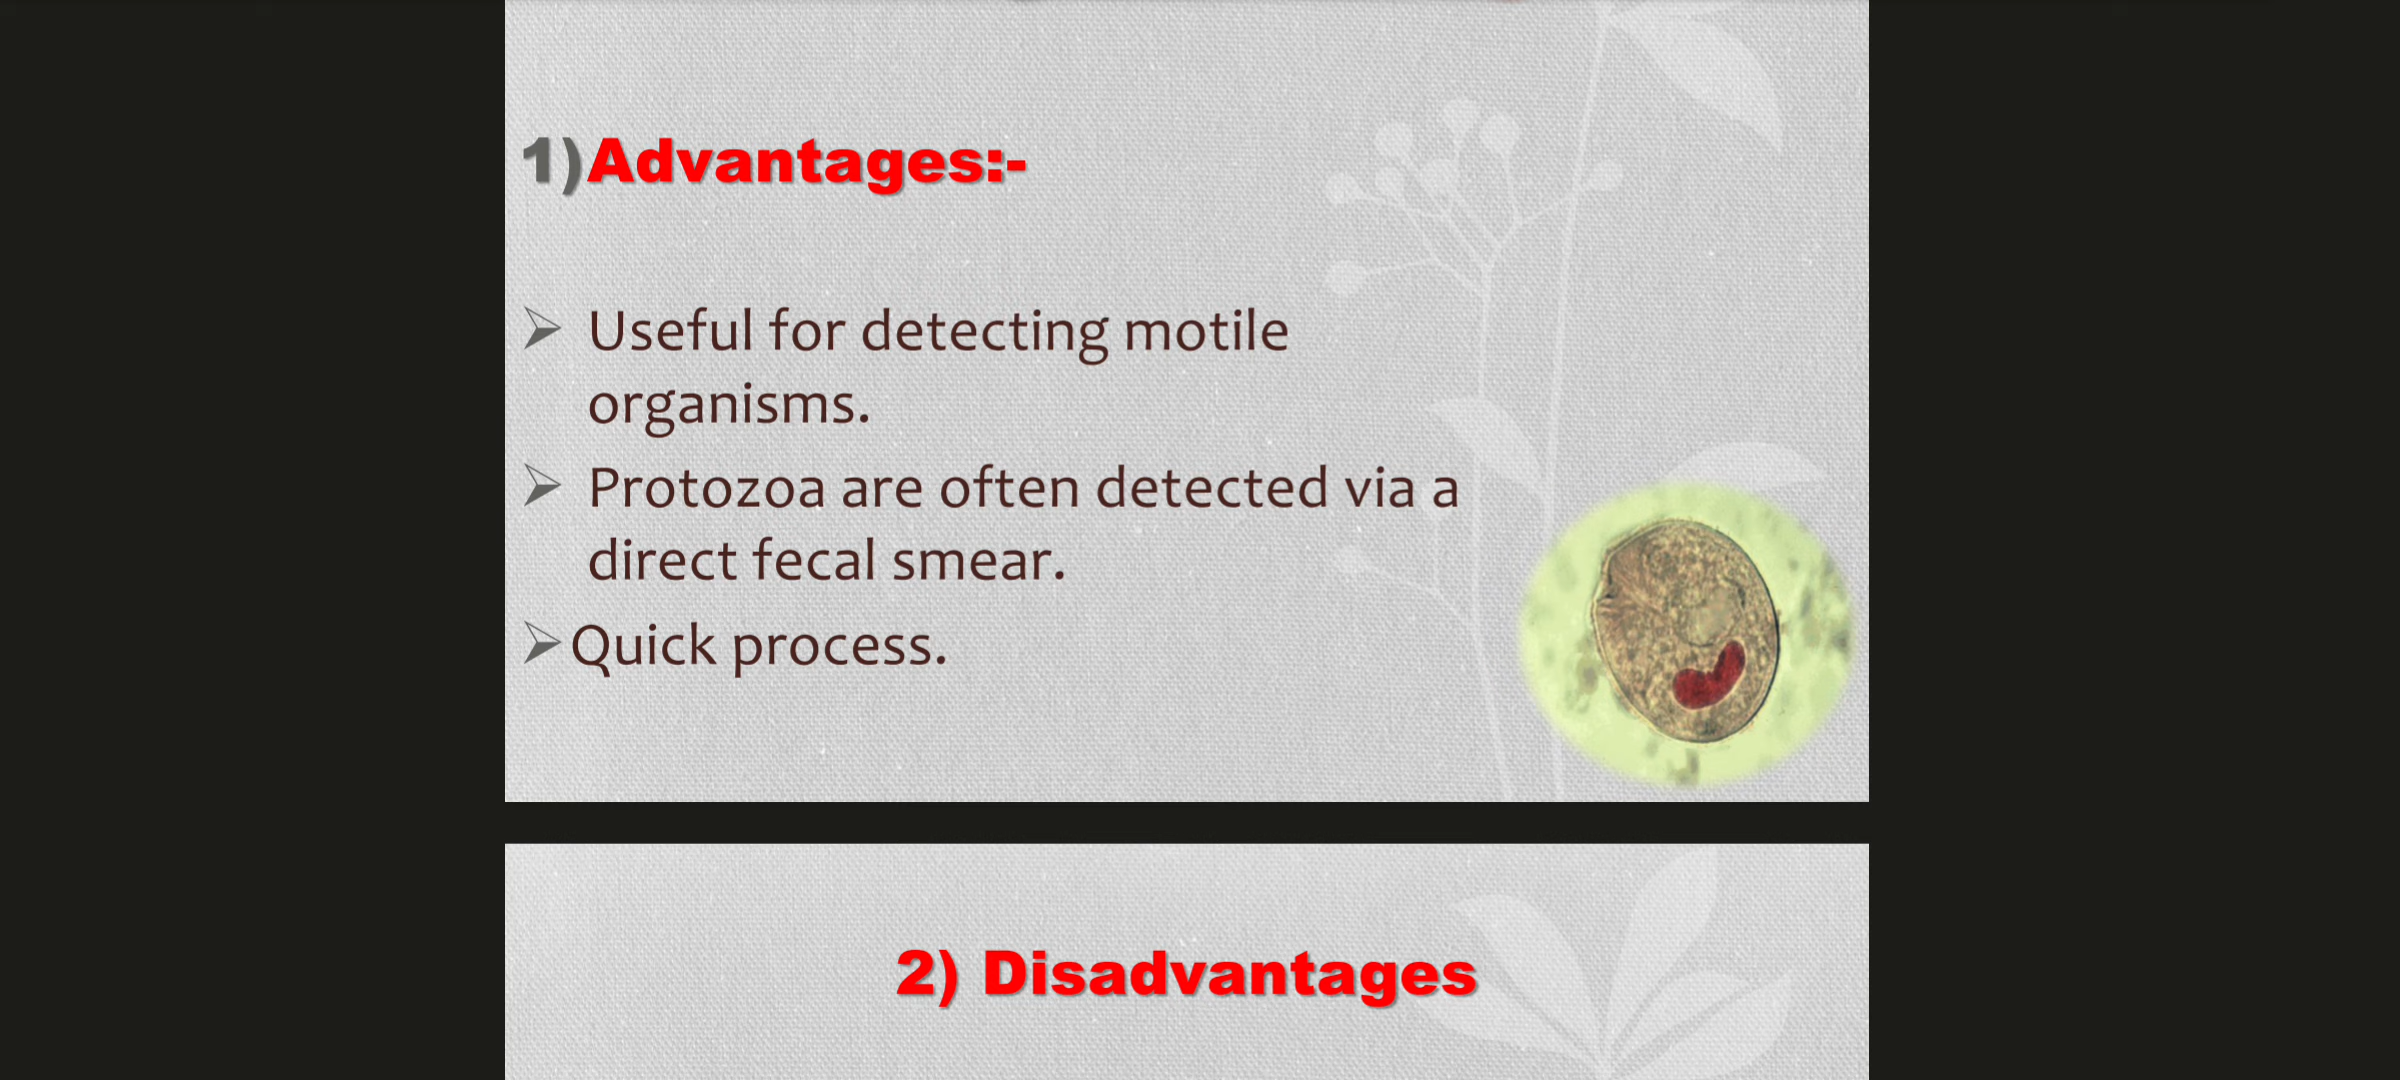 1)Advantages:-
➢ Useful for detecting motile
organisms.
➢ Protozoa are often detected via a
direct fecal smear.
➢Quick process.
2) Disadvantages